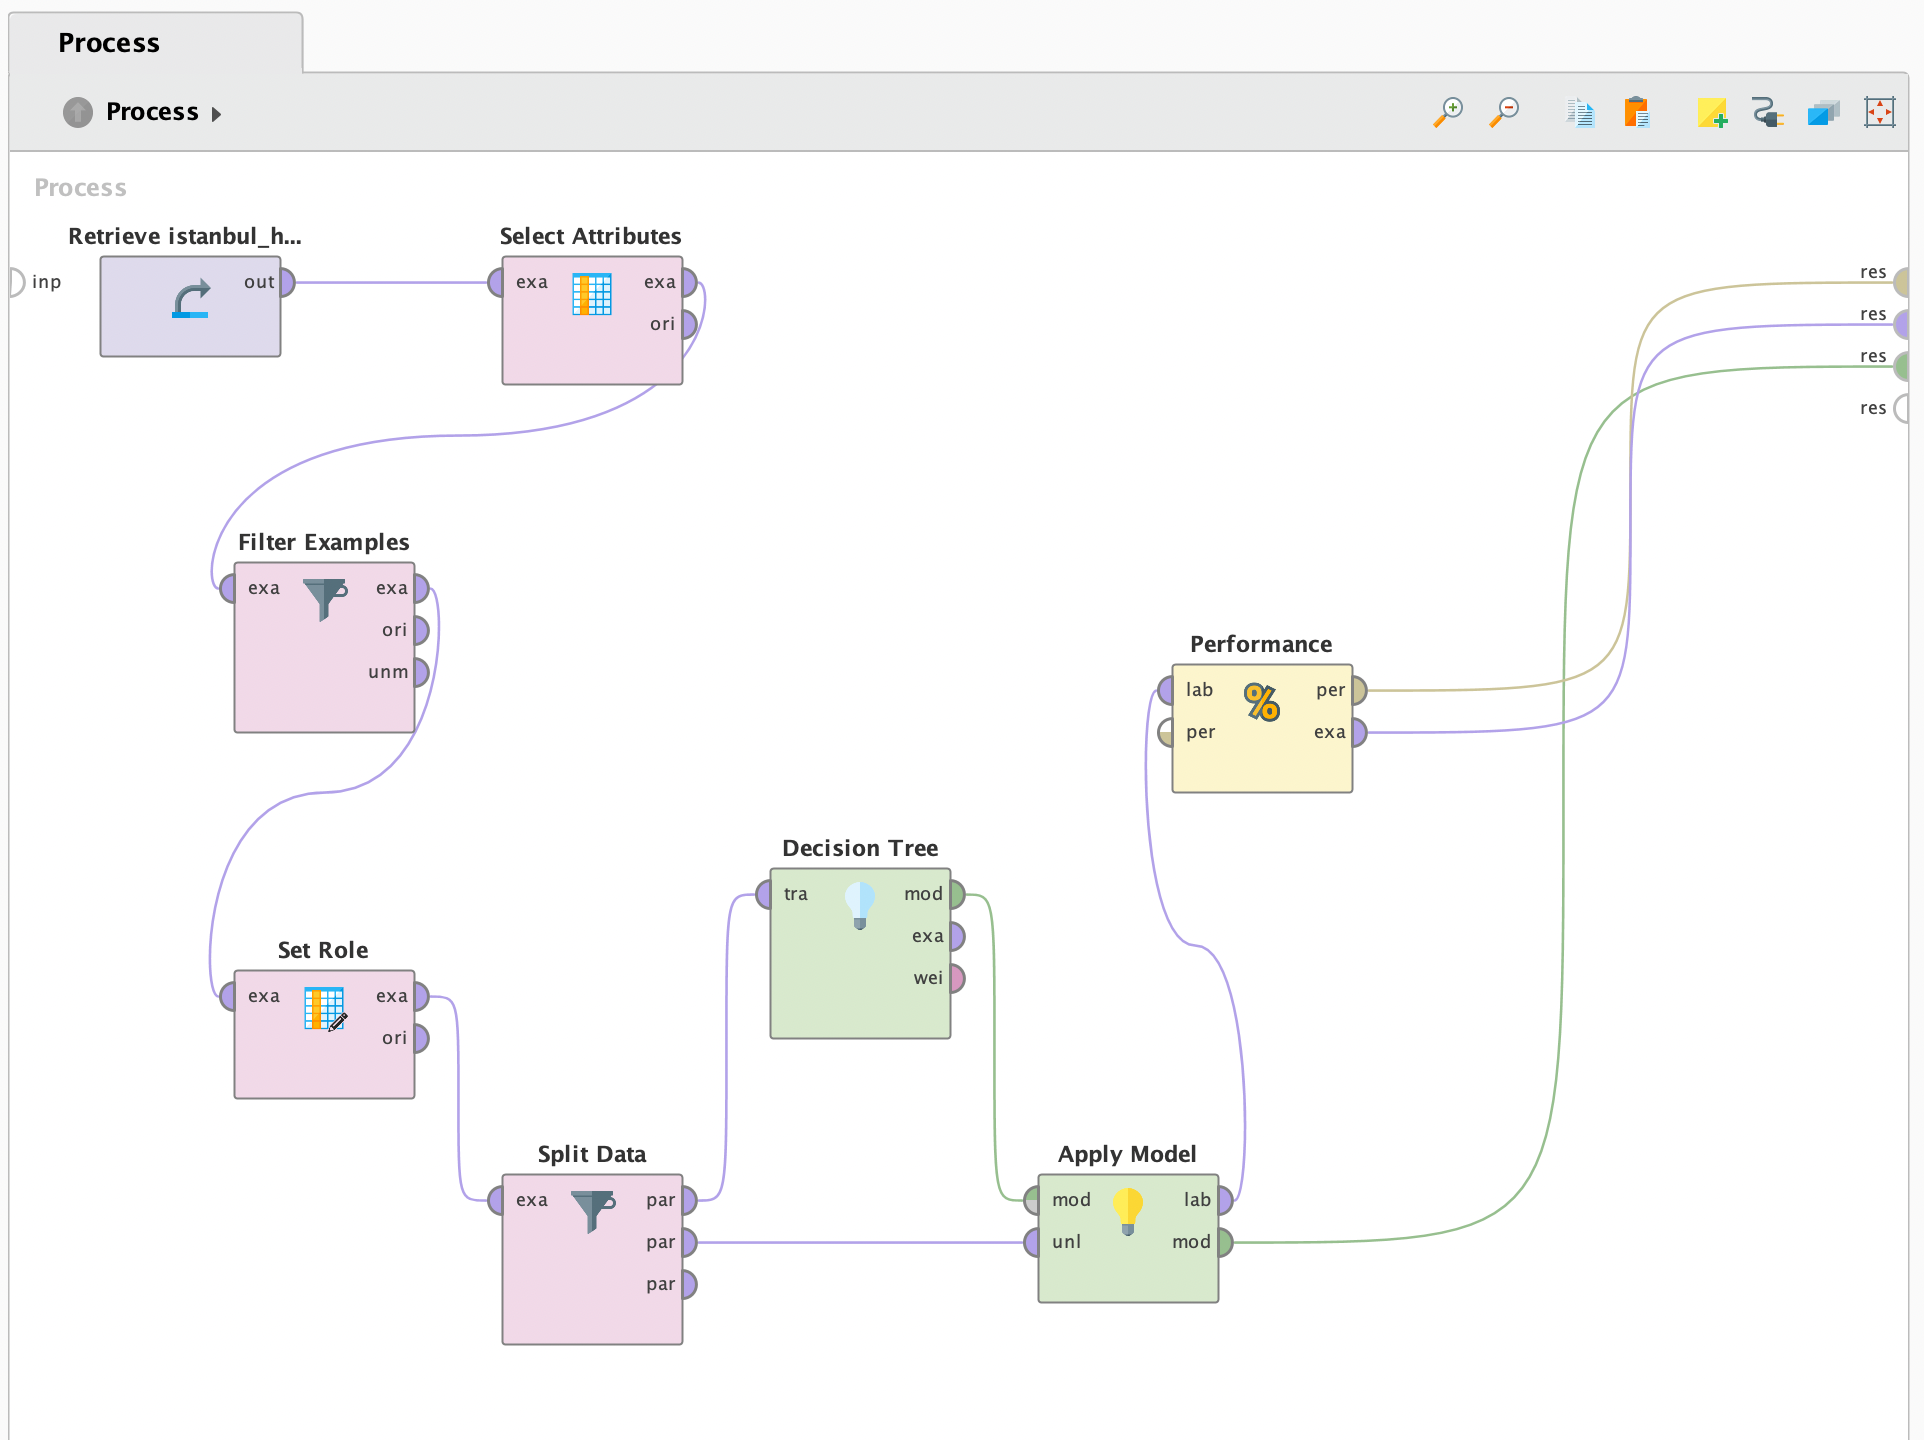 Process
Process
Process
Retrieve istanbul_h...
inp
out
Select Attributes
exa
exa
ori
res
res
res
res
Filter Examples
exa
exa
ori
unm
Performance
lab
per
%
per
exa
Decision Tree
tra
mod
exa
wei
Set Role
exa
exa
ori
Split Data
exa
par
par
par
Apply Model
mod
lab
unl
mod